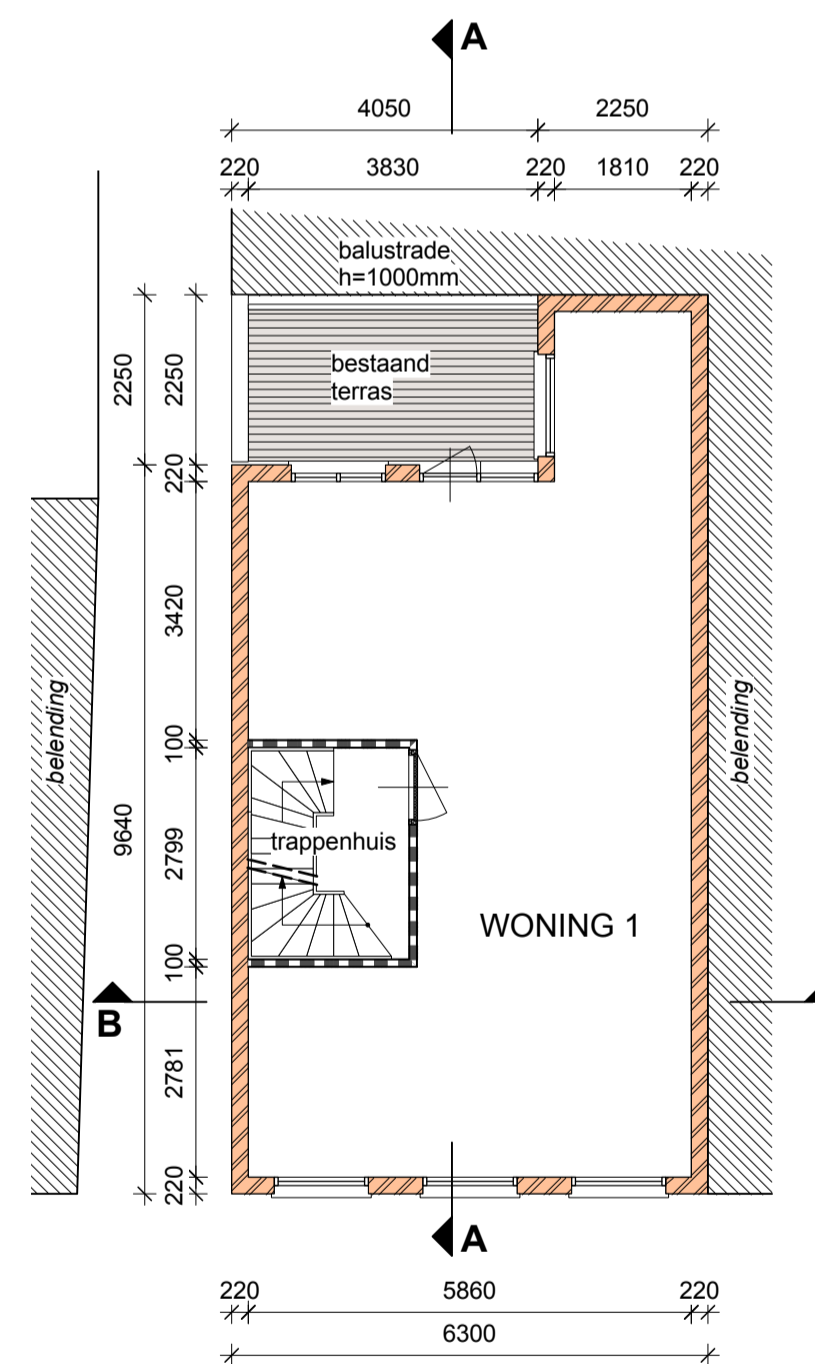 A
4050
2250
220
3830
220
1810
220
balustrade
h=1000mm
bestaand
terras
2250
2250
220
3420
100
belending
belending
9640
2799
trappenhuis
WONING 1
100
B
2781
220
A
220
5860
220
6300